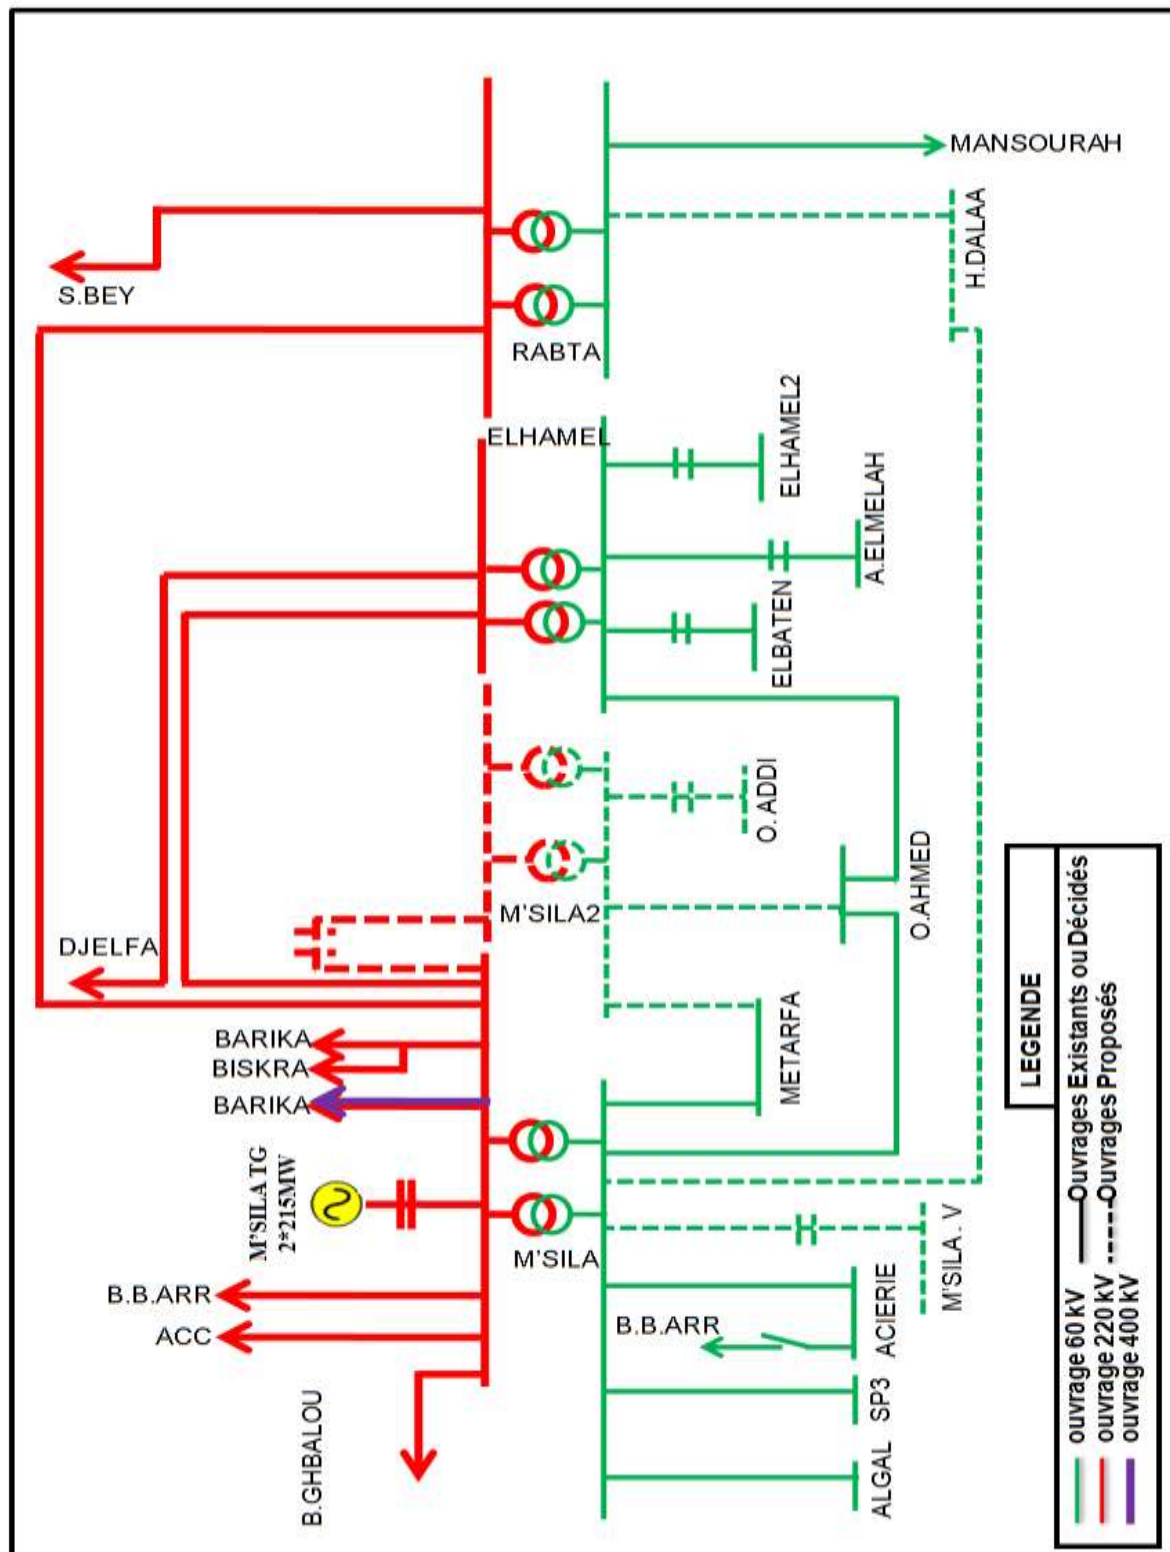 MANSOURAH
H.DALAA
S.BEY
RABTA
ELHAMEL
ELHAMEL2
A.ELMELAH
ELBATEN
O. ADDI
O.AHMED
M'SILA2
DJELFA
METARFA
BARIKA
BISKRA
BARIKA
M'SILA TG
2*215MW
M'SILA
M'SILA . V
B.B.ARR
ACC
B.B.ARR
ACIERIE
SP3
ALGAL
B.GHBALOU
LEGENDE
ouvrage 60 kV
Ouvrages Existants ou Décidés
ouvrage 220 kV
Ouvrages Proposés
ouvrage 400 kV